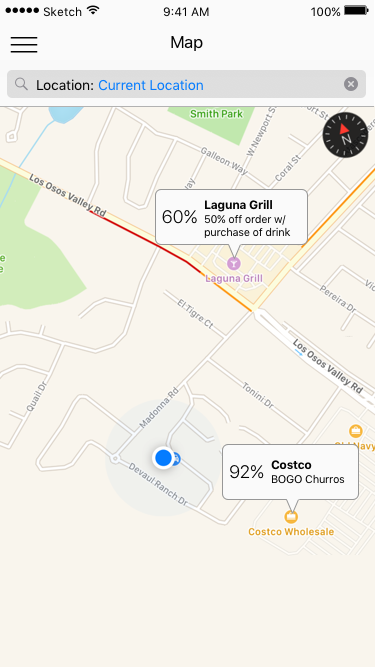 Sketch
9:41 AM
100%
Map
Location: Current Location
Smith Park
W.Newport St
Galleon Way
Coral St
N
Los Osos Valley Rd
60%
Laguna Grill
50% off order w/
purchase of drink
Laguna Grill
El Tigre Ct
Pereira Dr
Los Osos Valley Rd
Quail Dr
Madonna Rd
Tonini Dr
Devaul Ranch Dr
Navy
92%
Costco
BOGO Churros
Costco Wholesale